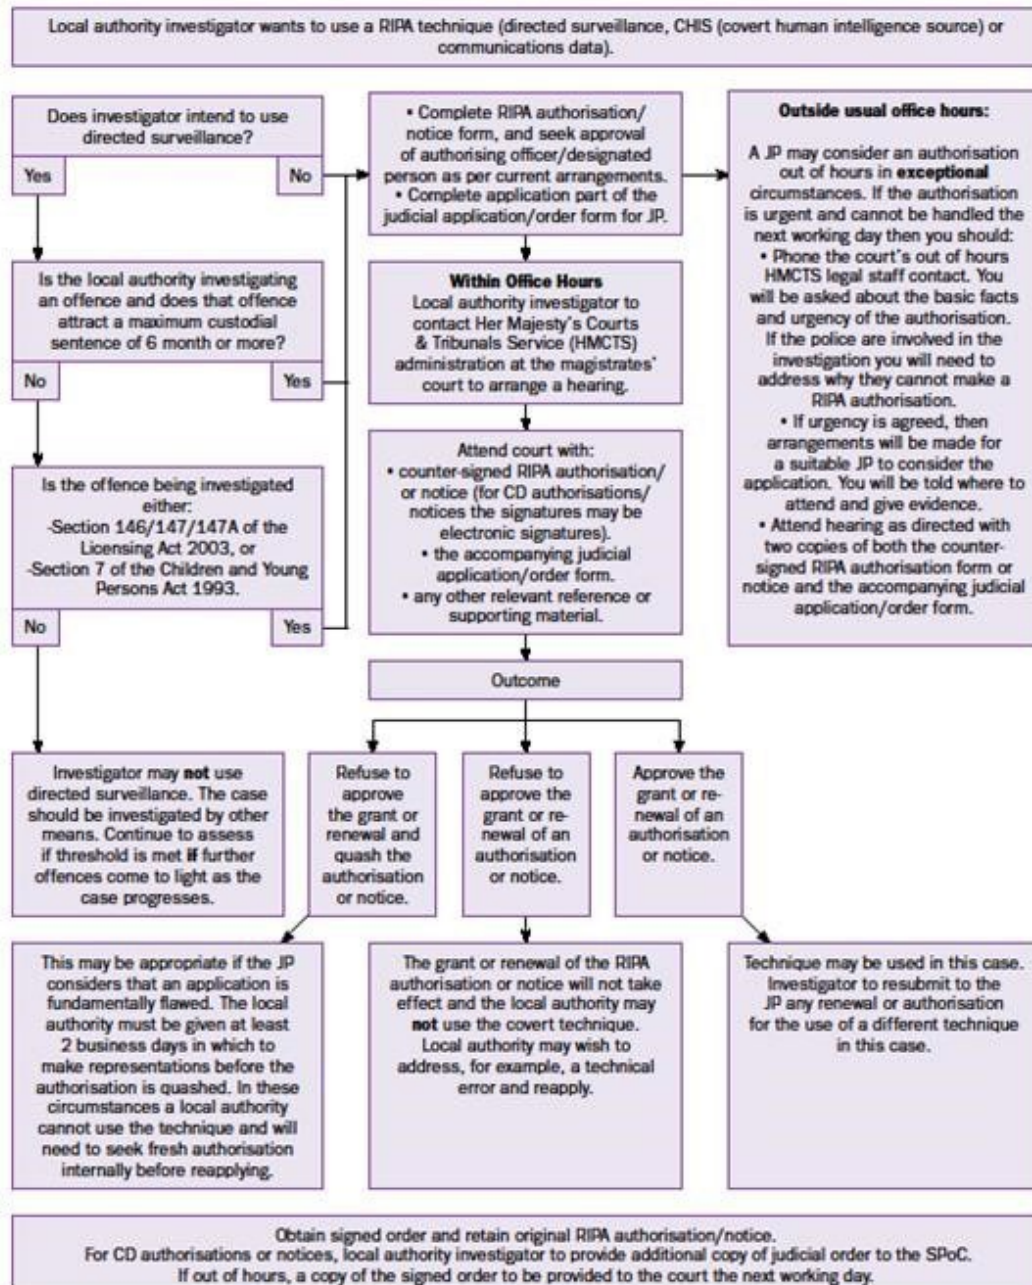 Local authority investigator wants to use a RIPA technique (directed surveillance, CHIS (covert human intelligence source) or
communications data).
Does investigator intend to use
directed surveillance?
Yes
No
Is the local authority investigating
an offence and does that offence
attract a maximum custodial
sentence of 6 month or more?
No
Yes
Is the offence being investigated
either:
-Section 146/147/147A of the
Licensing Act 2003, or
-Section 7 of the Children and Young
Persons Act 1993.
No
Yes
• Complete RIPA authorisation/
notice form, and seek approval
of authorising officer/designated
person as per current arrangements.
• Complete application part of the
judicial application/order form for JP.
Within Office Hours
Local authority investigator to
contact Her Majesty's Courts
& Tribunals Service (HMCTS)
administration at the magistrates'
court to arrange a hearing.
Attend court with:
• counter-signed RIPA authorisation/
or notice (for CD authorisations/
notices the signatures may be
electronic signatures).
• the accompanying judicial
application/order form.
• any other relevant reference or
supporting material.
Outside usual office hours:
A JP may consider an authorisation
out of hours in exceptional
circumstances. If the authorisation
is urgent and cannot be handled the
next working day then you should:
• Phone the court's out of hours
HMCTS legal staff contact. You
will be asked about the basic facts
and urgency of the authorisation.
If the police are involved in the
investigation you will need to
address why they cannot make a
RIPA authorisation.
• If urgency is agreed, then
arrangements will be made for
a suitable JP to consider the
application. You will be told where to
attend and give evidence.
• Attend hearing as directed with
two copies of both the counter-
signed RIPA authorisation form or
notice and the accompanying judicial
application/order form.
Outcome
Investigator may not use
directed surveillance. The case
should be investigated by other
means. Continue to assess
if threshold is met if further
offences come to light as the
case progresses.
Refuse to
approve
the grant or
renewal and
quash the
authorisation
or notice.
Refuse to
approve the
grant or re-
newal of an
authorisation
or notice.
Approve the
grant or re-
newal of an
authorisation
or notice.
This may be appropriate if the JP
considers that an application is
fundamentally flawed. The local
authority must be given at least
2 business days in which to
make representations before the
authorisation is quashed. In these
circumstances a local authority
cannot use the technique and will
need to seek fresh authorisation
internally before reapplying.
The grant or renewal of the RIPA
authorisation or notice will not take
effect and the local authority may
not use the covert technique.
Local authority may wish to
address, for example, a technical
error and reapply.
Technique may be used in this case.
Investigator to resubmit to the
JP any renewal or authorisation
for the use of a different technique
in this case.
Obtain signed order and retain original RIPA authorisation/notice.
For CD authorisations or notices, local authority investigator to provide additional copy of judicial order to the SPoC.
If out of hours, a copy of the signed order to be provided to the court the next working day.